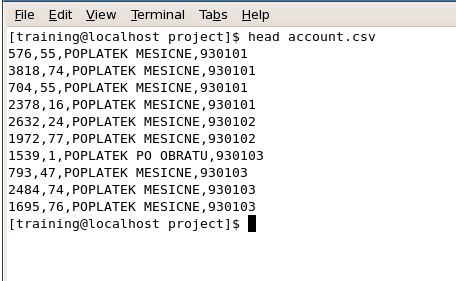 File Edit View Terminal Tabs Help
[training@localhost project]$ head account.csv
576,55,POPLATEK MESICNE,930101
3818,74,POPLATEK MESICNE,930101
704,55,POPLATEK MESICNE,930101
2378,16,POPLATEK MESICNE,930101
2632,24,POPLATEK MESICNE,930102
1972,77,POPLATEK MESICNE,930102
1539,1,POPLATEK PO OBRATU,930103
793,47,POPLATEK MESICNE,930103
2484,74,POPLATEK MESICNE,930103
1695,76,POPLATEK MESICNE,930103
[training@localhost project]$